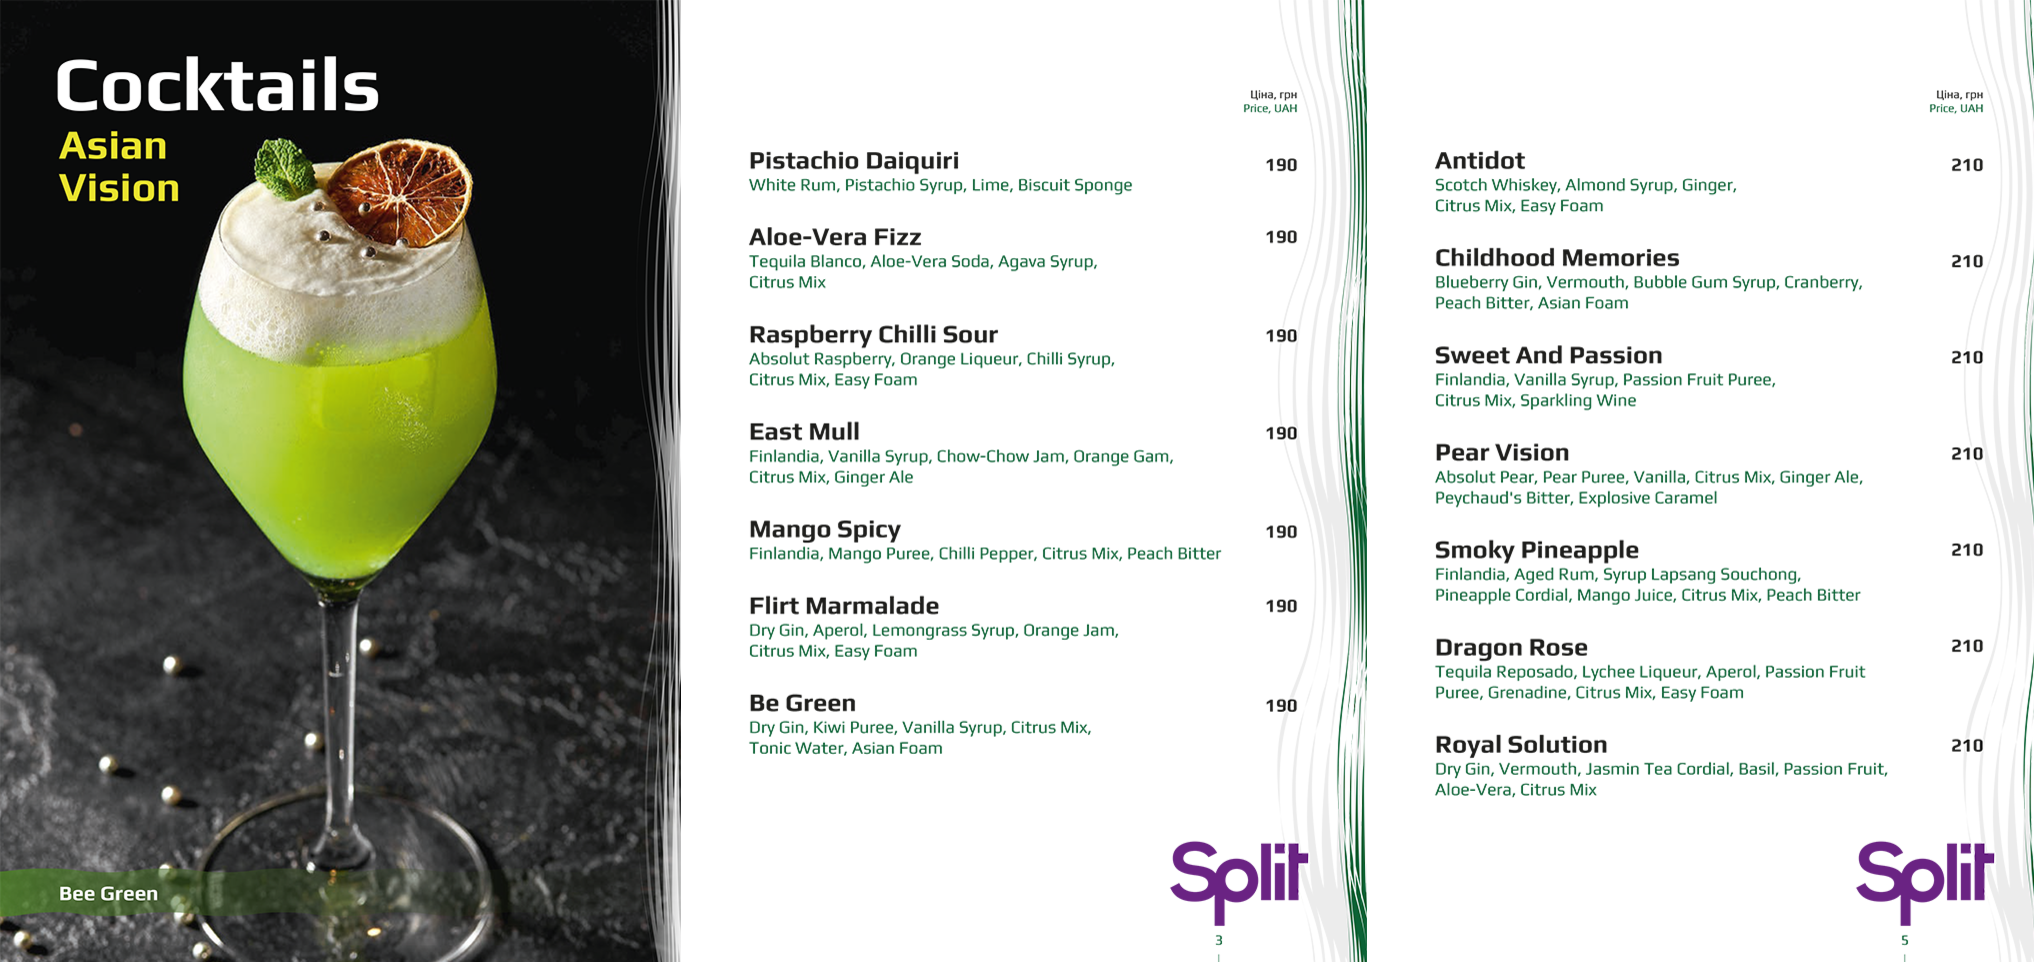 Cocktails
Asian
Vision
Bee Green
Ціна, грн
Price, UAH
Pistachio Daiquiri 190
White Rum, Pistachio Syrup, Lime, Biscuit Sponge
Aloe-Vera Fizz 190
Tequila Blanco, Aloe-Vera Soda, Agava Syrup,
Citrus Mix
Raspberry Chilli Sour 190
Absolut Raspberry, Orange Liqueur, Chilli Syrup,
Citrus Mix, Easy Foam
East Mull 190
Finlandia, Vanilla Syrup, Chow-Chow Jam, Orange Gam,
Citrus Mix, Ginger Ale
Mango Spicy 190
Finlandia, Mango Puree, Chilli Pepper, Citrus Mix, Peach Bitter
Flirt Marmalade 190
Dry Gin, Aperol, Lemongrass Syrup, Orange Jam,
Citrus Mix, Easy Foam
Be Green 190
Dry Gin, Kiwi Puree, Vanilla Syrup, Citrus Mix,
Tonic Water, Asian Foam
Split
3
Ціна, грн
Price, UAH
Antidot 210
Scotch Whiskey, Almond Syrup, Ginger,
Citrus Mix, Easy Foam
Childhood Memories 210
Blueberry Gin, Vermouth, Bubble Gum Syrup, Cranberry,
Peach Bitter, Asian Foam
Sweet And Passion 210
Finlandia, Vanilla Syrup, Passion Fruit Puree,
Citrus Mix, Sparkling Wine
Pear Vision 210
Absolut Pear, Pear Puree, Vanilla, Citrus Mix, Ginger Ale,
Peychaud's Bitter, Explosive Caramel
Smoky Pineapple 210
Finlandia, Aged Rum, Syrup Lapsang Souchong,
Pineapple Cordial, Mango Juice, Citrus Mix, Peach Bitter
Dragon Rose 210
Tequila Reposado, Lychee Liqueur, Aperol, Passion Fruit
Puree, Grenadine, Citrus Mix, Easy Foam
Royal Solution 210
Dry Gin, Vermouth, Jasmin Tea Cordial, Basil, Passion Fruit,
Aloe-Vera, Citrus Mix
Split
5